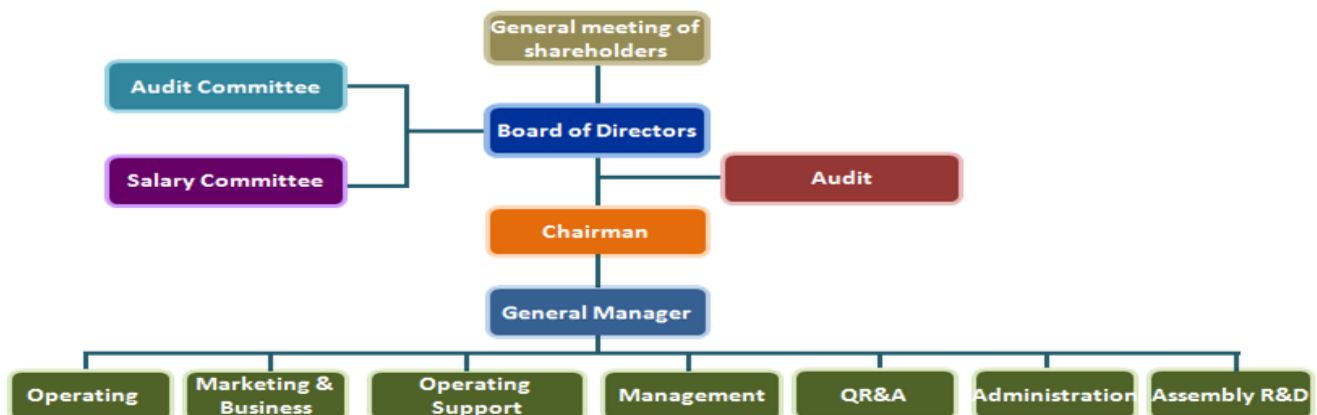 General meeting of
shareholders
Audit Committee
Board of Directors
Salary Committee
Audit
Chairman
General Manager
Operating
Marketing &
Business
Operating
Support
Management
QR&A
Administration
Assembly R&D